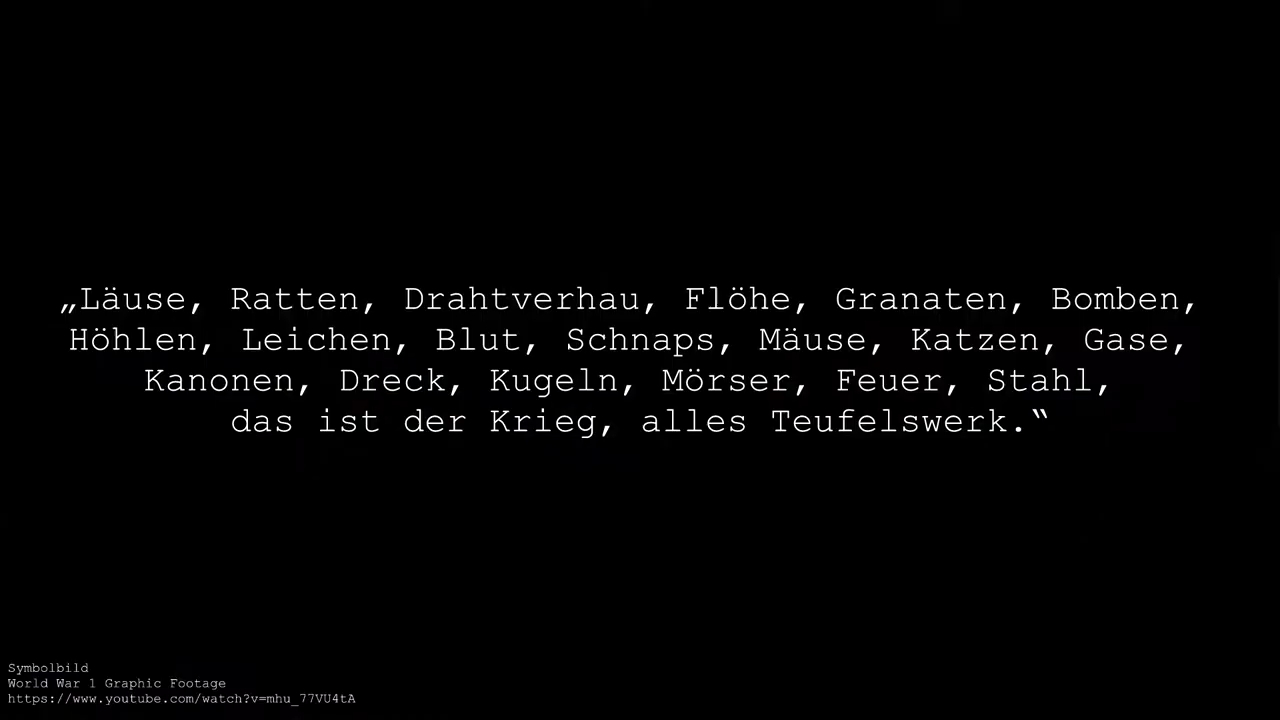 „Läuse, Ratten, Drahtverhau, Flöhe, Granaten, Bomben,
Höhlen, Leichen, Blut, Schnaps, Mäuse, Katzen, Gase,
Kanonen, Dreck, Kugeln, Mörser, Feuer, Stahl,
das ist der Krieg, alles Teufelswerk.“
Symbolbild
World War 1 Graphic Footage
https://www.youtube.com/watch?v=mhu_77VU4tA